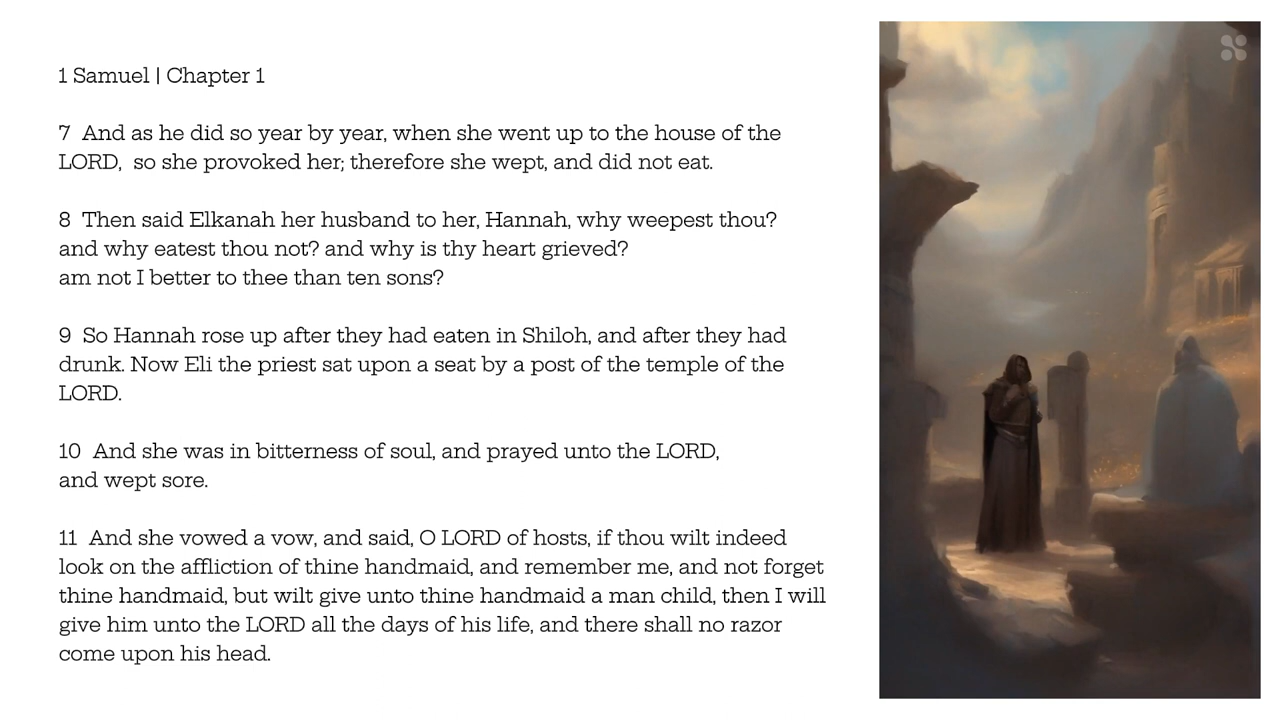 1 Samuel | Chapter 1
7 And as he did so year by year, when she went up to the house of the
LORD, so she provoked her; therefore she wept, and did not eat.
8 Then said Elkanah her husband to her, Hannah, why weepest thou?
and why eatest thou not? and why is thy heart grieved?
am not I better to thee than ten sons?
9 So Hannah rose up after they had eaten in Shiloh, and after they had
drunk. Now Eli the priest sat upon a seat by a post of the temple of the
LORD.
10 And she was in bitterness of soul, and prayed unto the LORD,
and wept sore.
11 And she vowed a vow, and said, O LORD of hosts, if thou wilt indeed
look on the affliction of thine handmaid, and remember me, and not forget
thine handmaid, but wilt give unto thine handmaid a man child, then I will
give him unto the LORD all the days of his life, and there shall no razor
come upon his head.